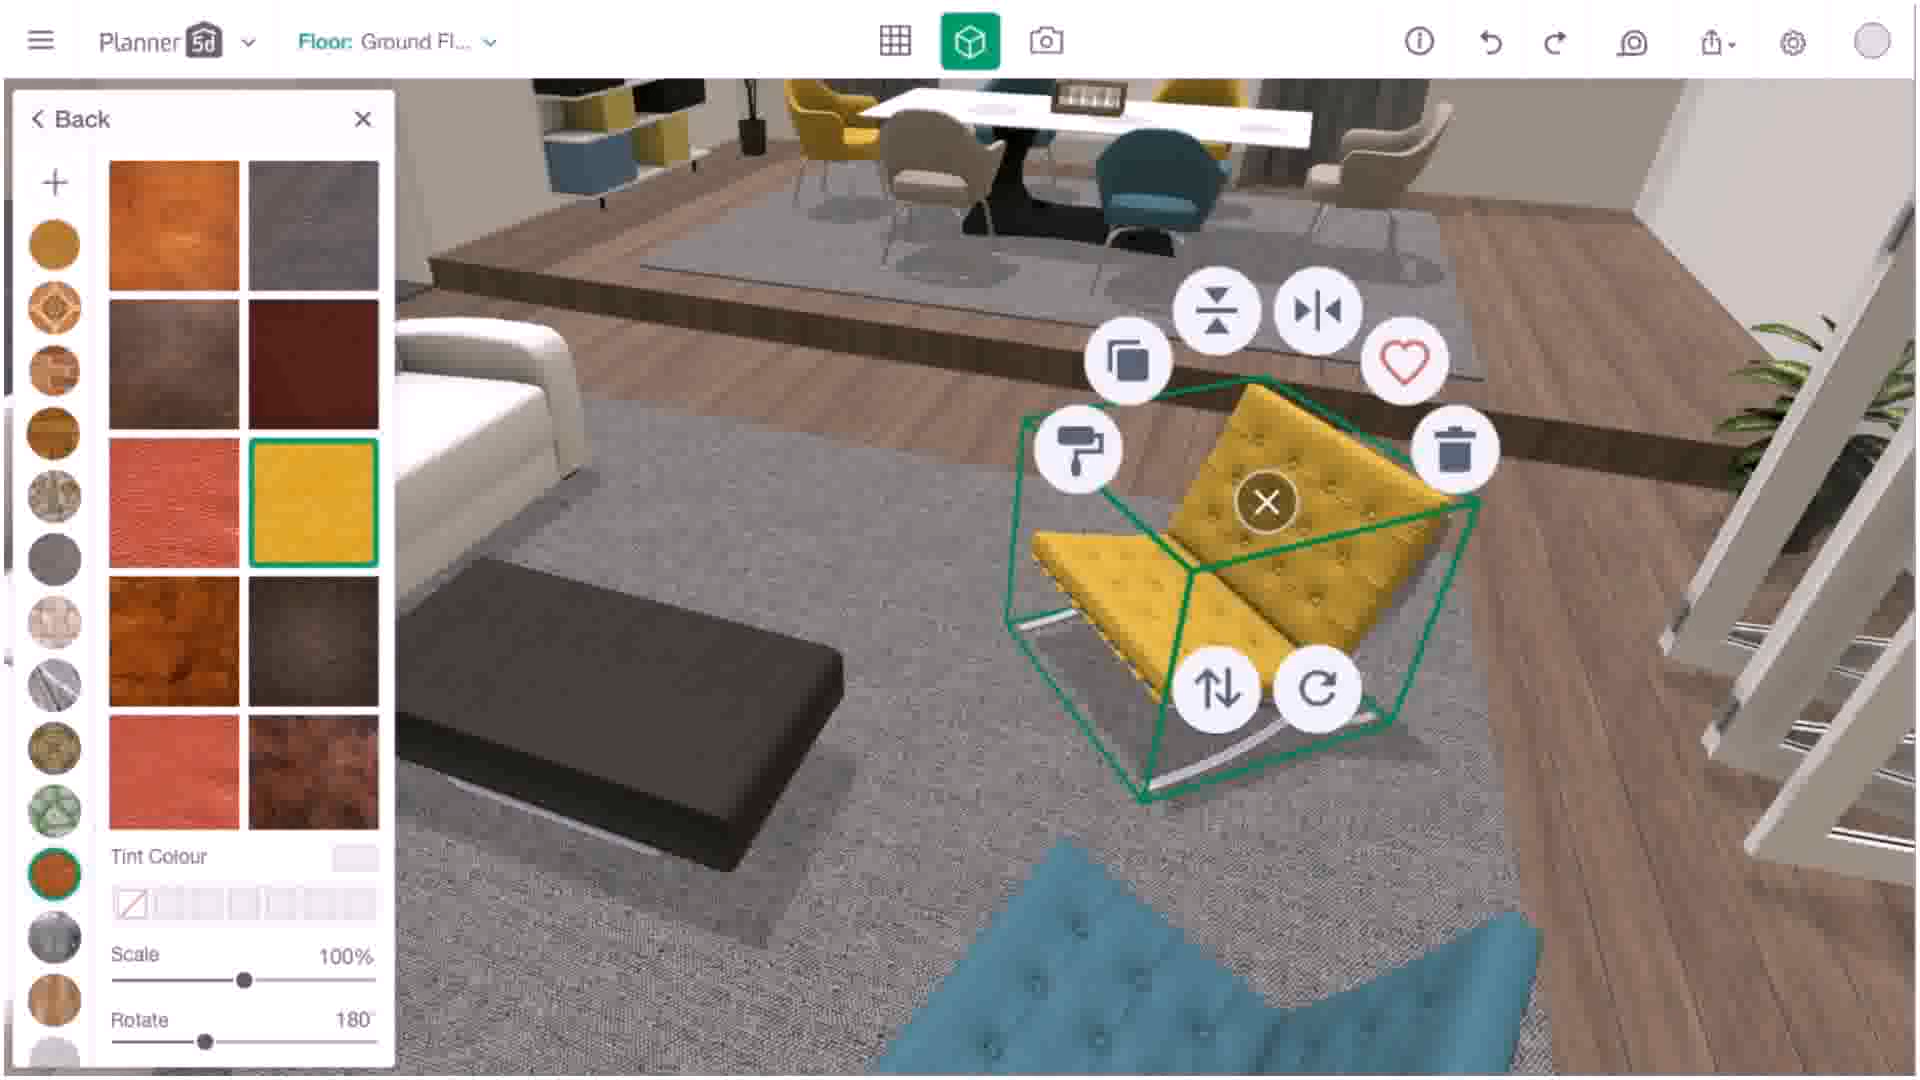 Planner 5d
Floor: Ground Fl...
Back
Tint Colour
Scale 100%
Rotate 180°